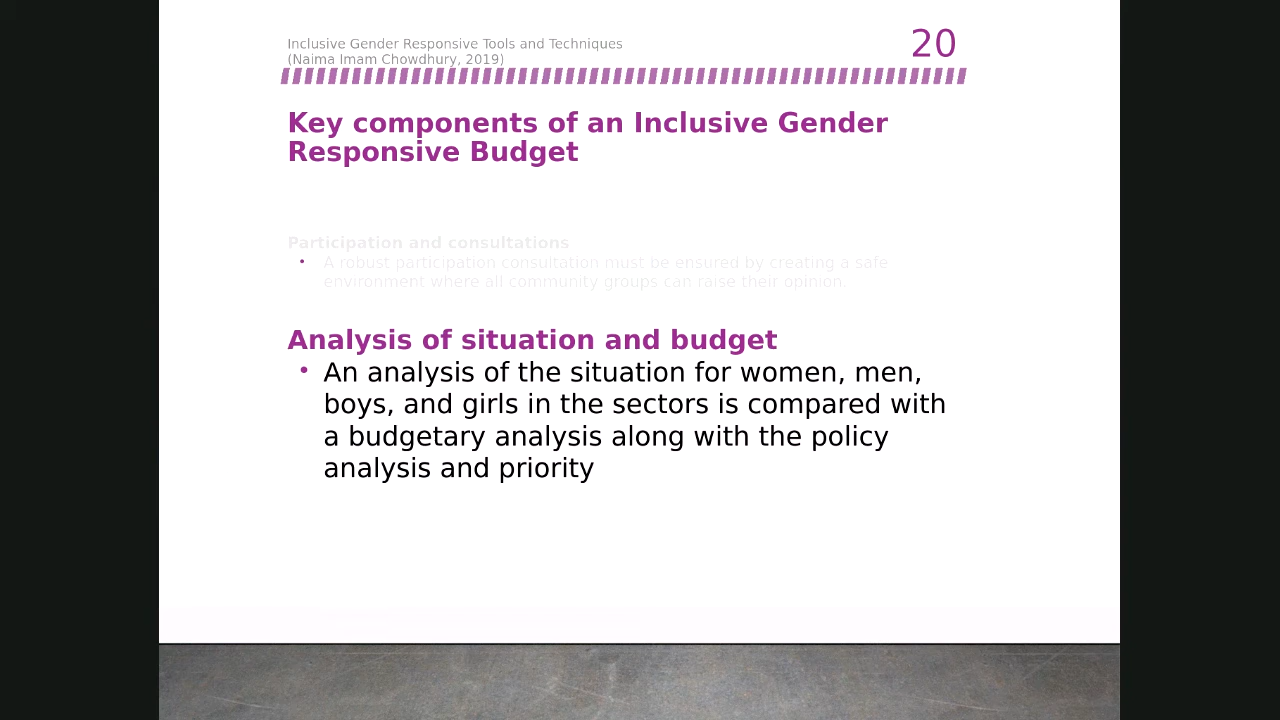 Inclusive Gender Responsive Tools and Techniques
(Naima Imam Chowdhury, 2019)
20
Key components of an Inclusive Gender
Responsive Budget
Participation and consultations
• A robust participation consultation must be ensured by creating a safe
environment where all community groups can raise their opinion.
Analysis of situation and budget
• An analysis of the situation for women, men,
boys, and girls in the sectors is compared with
a budgetary analysis along with the policy
analysis and priority